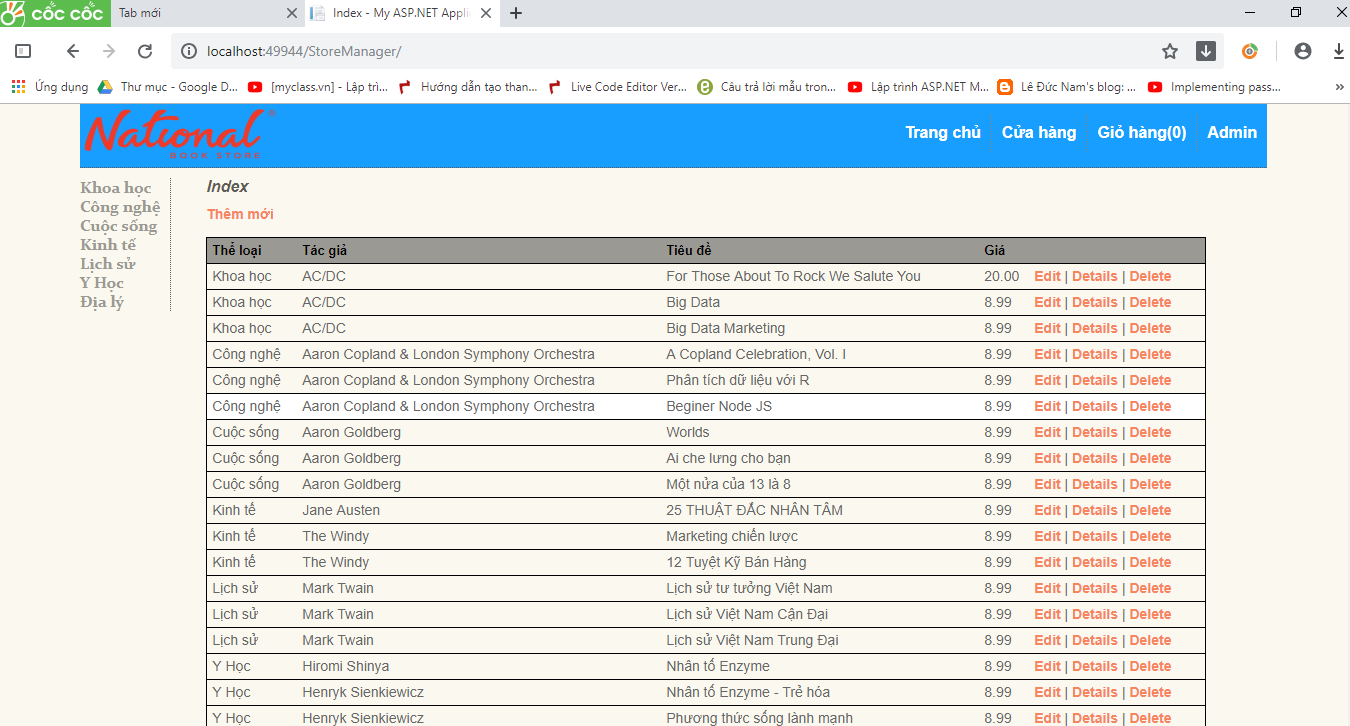 cốc cốc Tab mới Index - My ASP.NET Appli
localhost:49944/StoreManager/
Ứng dụng Thư mục - Google D... [myclass.vn] - Lập trì... Hướng dẫn tạo than... Live Code Editor Ver... Câu trả lời mẫu tron... Lập trình ASP.NET M... Lê Đức Nam's blog: ... Implementing pass... »
National ® Trang chủ Cửa hàng Giỏ hàng(0) Admin
BOOK STORE
Khoa học
Công nghệ
Cuộc sống
Kinh tế
Lịch sử
Y Học
Địa lý
Index
Thêm mới
Thể loại Tác giả Tiêu đề Giá
Khoa học AC/DC For Those About To Rock We Salute You 20.00 Edit | Details | Delete
Khoa học AC/DC Big Data 8.99 Edit | Details | Delete
Khoa học AC/DC Big Data Marketing 8.99 Edit | Details | Delete
Công nghệ Aaron Copland & London Symphony Orchestra A Copland Celebration, Vol. I 8.99 Edit | Details | Delete
Công nghệ Aaron Copland & London Symphony Orchestra Phân tích dữ liệu với R 8.99 Edit | Details | Delete
Công nghệ Aaron Copland & London Symphony Orchestra Beginer Node JS 8.99 Edit | Details | Delete
Cuộc sống Aaron Goldberg Worlds 8.99 Edit | Details | Delete
Cuộc sống Aaron Goldberg Ai che lưng cho bạn 8.99 Edit | Details | Delete
Cuộc sống Aaron Goldberg Một nửa của 13 là 8 8.99 Edit | Details | Delete
Kinh tế Jane Austen 25 THUẬT ĐẮC NHÂN TÂM 8.99 Edit | Details | Delete
Kinh tế The Windy Marketing chiến lược 8.99 Edit | Details | Delete
Kinh tế The Windy 12 Tuyệt Kỹ Bán Hàng 8.99 Edit | Details | Delete
Lịch sử Mark Twain Lịch sử tư tưởng Việt Nam 8.99 Edit | Details | Delete
Lịch sử Mark Twain Lịch sử Việt Nam Cận Đại 8.99 Edit | Details | Delete
Lịch sử Mark Twain Lịch sử Việt Nam Trung Đại 8.99 Edit | Details | Delete
Y Học Hiromi Shinya Nhân tố Enzyme 8.99 Edit | Details | Delete
Y Học Henryk Sienkiewicz Nhân tố Enzyme - Trẻ hóa 8.99 Edit | Details | Delete
Y Học Henryk Sienkiewicz Phương thức sống lành mạnh 8.99 Edit | Details | Delete